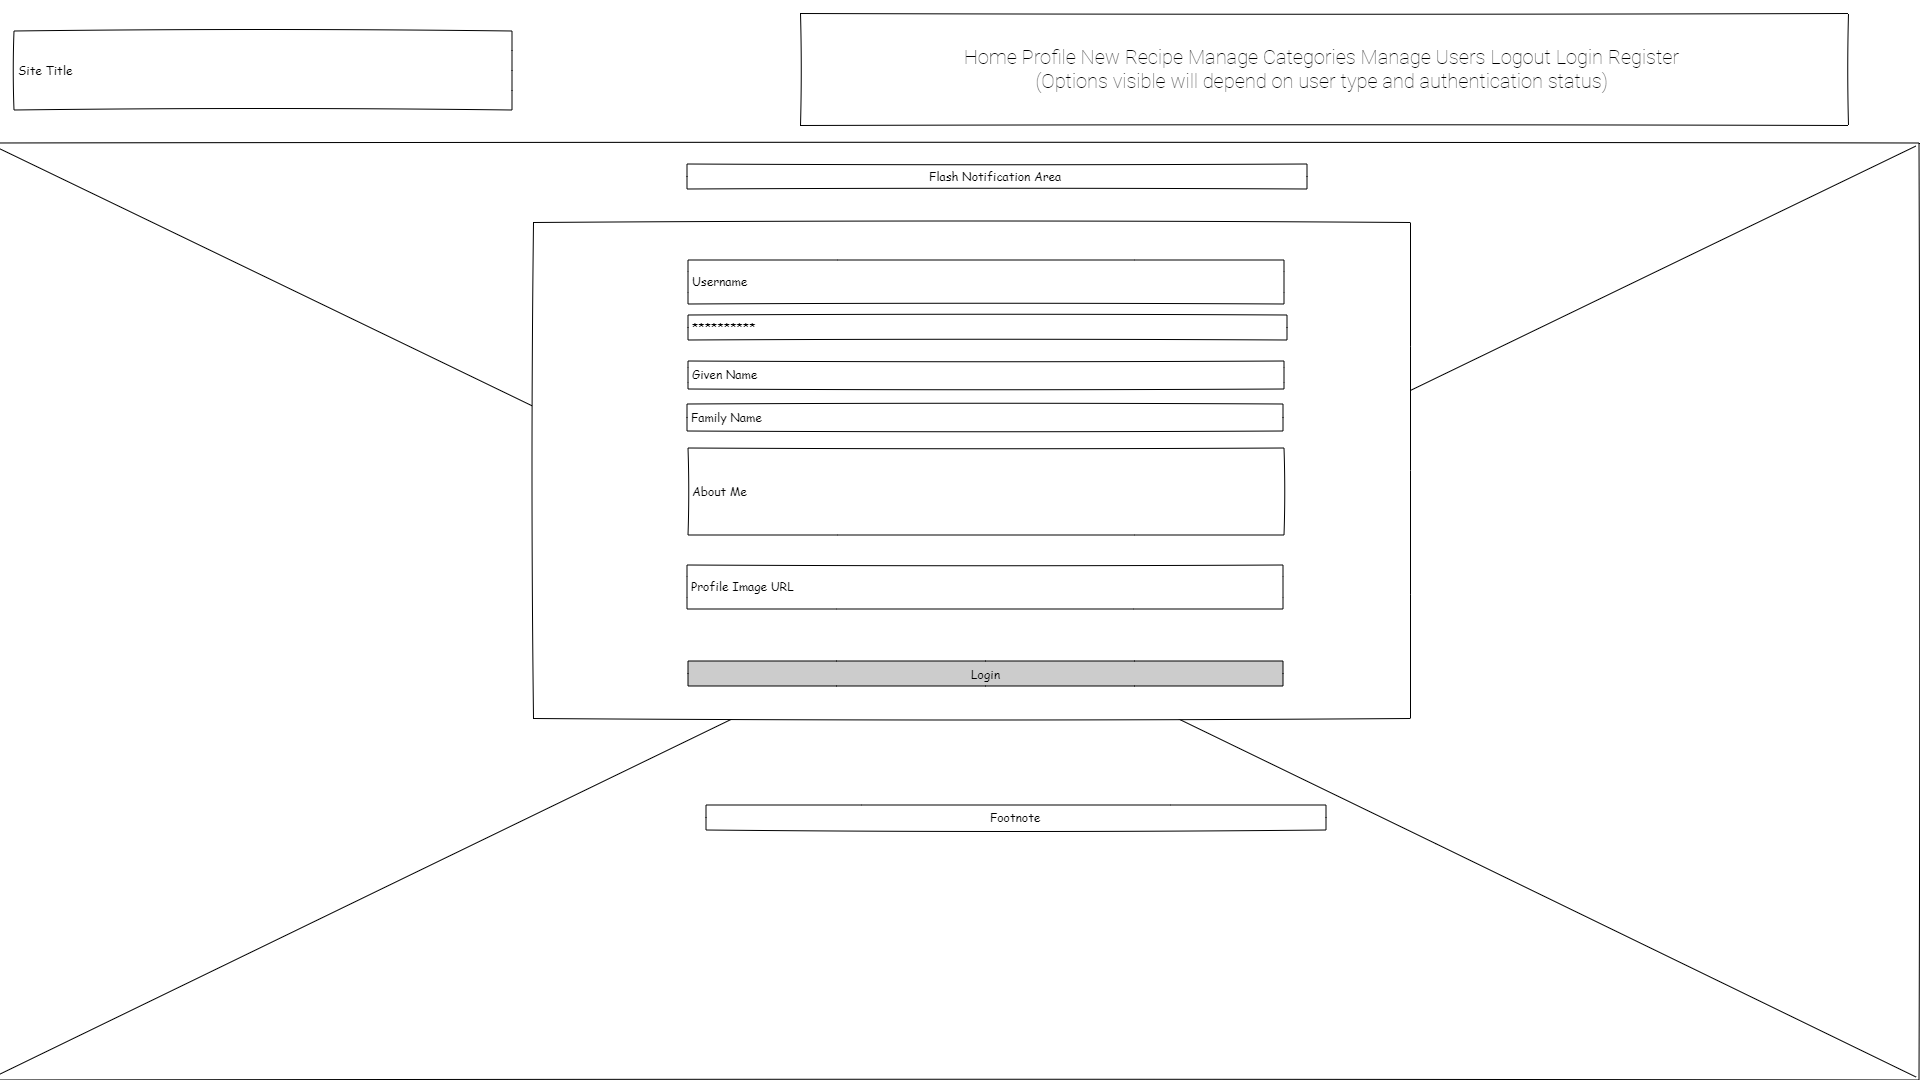 Site Title
Home Profile New Recipe Manage Categories Manage Users Logout Login Register
(Options visible will depend on user type and authentication status)
Flash Notification Area
Username
**********
Given Name
Family Name
About Me
Profile Image URL
Login
Footnote